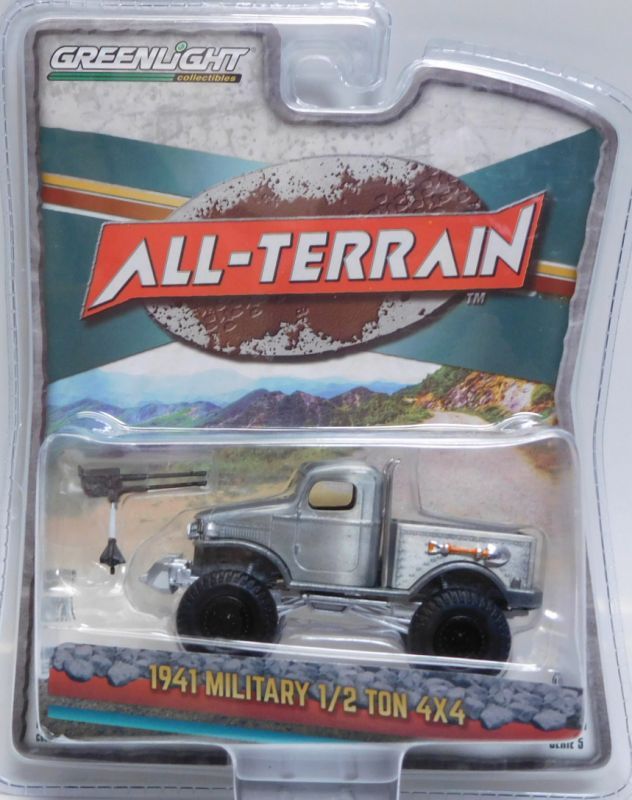 GREENLIGHT
collectibles
ALL-TERRAIN
TM
1941 MILITARY 1/2 TON 4X4
SERIE 5